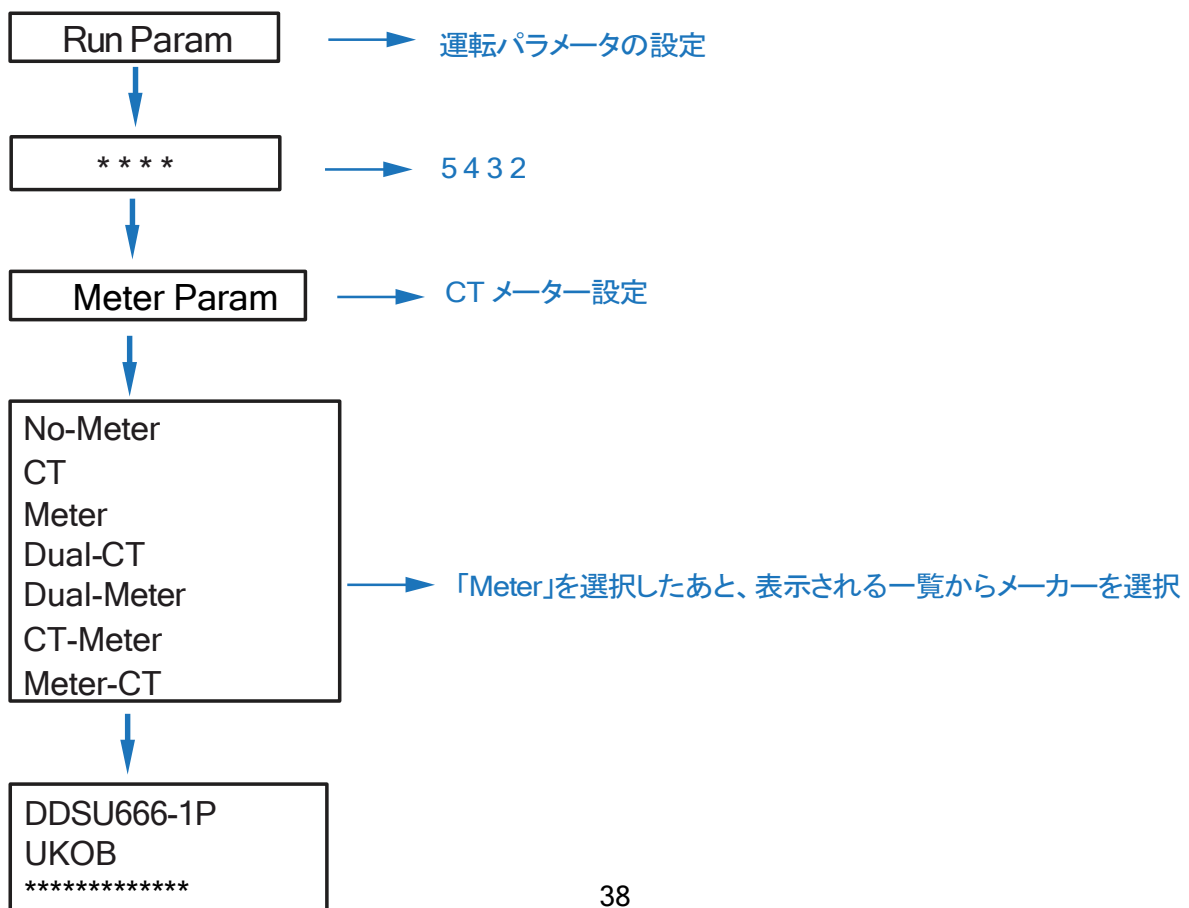 Run Param
運転パラメータの設定
* * * *
5 4 3 2
Meter Param
CT メーター設定
No-Meter
CT
Meter
Dual-CT
Dual-Meter
CT-Meter
Meter-CT
「Meter」を選択したあと、表示される一覧からメーカーを選択
DDSU666-1P
UKOB
*************
38